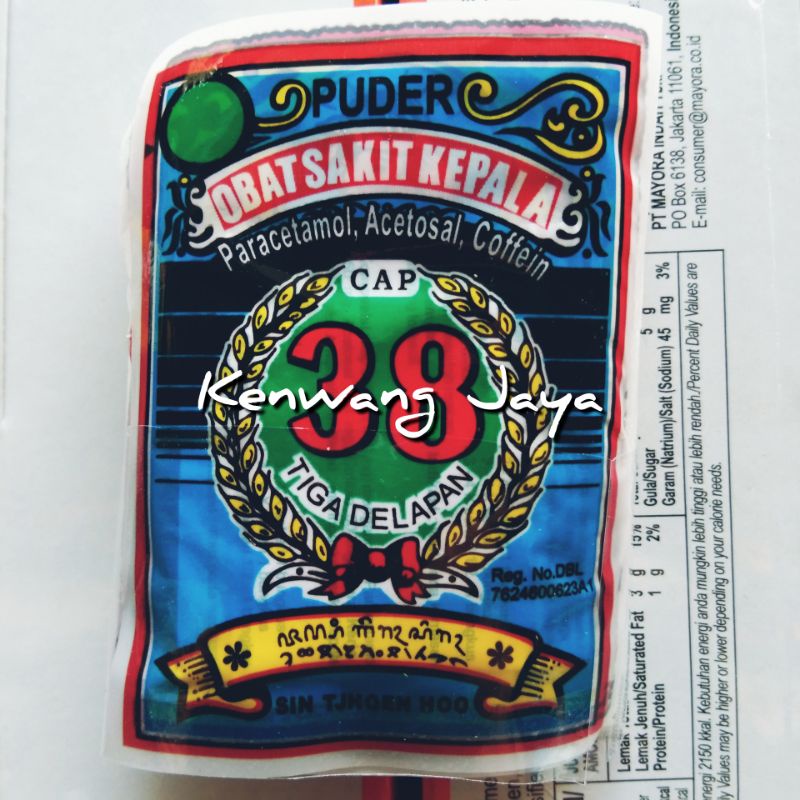 PUDER
OBAT SAKIT KEPALA
Paracetamol, Acetosal, Coffein
CAP
38
TIGA DELAPAN
Kenwang Jaya
Reg. No.DBL
7624600623A1
SIN TJHOEN HOO
PT MAYORA INDAH
PO Box 6138, Jakarta 11061,
E-mail: consumer@mayora.co.id
Lemak Jenuh/Saturated Fat 3 g 15%
Protein/Protein 1 g 2%
Gula/Sugar 5 g
Garam (Natrium)/Salt (Sodium) 45 mg 3%
2150 kkal. Kebutuhan energi anda mungkin lebih tinggi atau lebih rendah./Percent Daily Values are
Values may be higher or lower depending on your calorie needs.